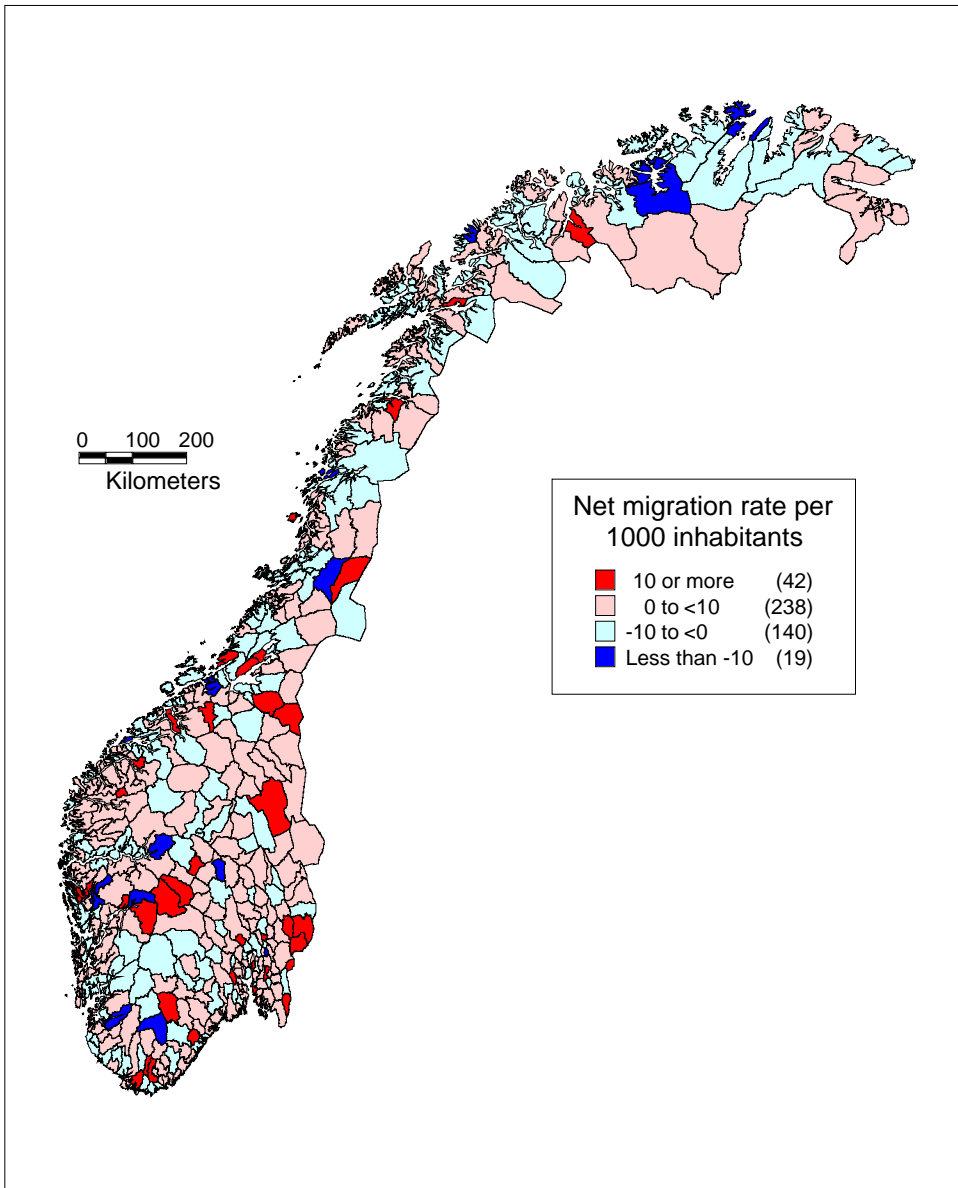 0 100 200
Kilometers
Net migration rate per
1000 inhabitants
10 or more (42)
0 to <10 (238)
-10 to <0 (140)
Less than -10 (19)